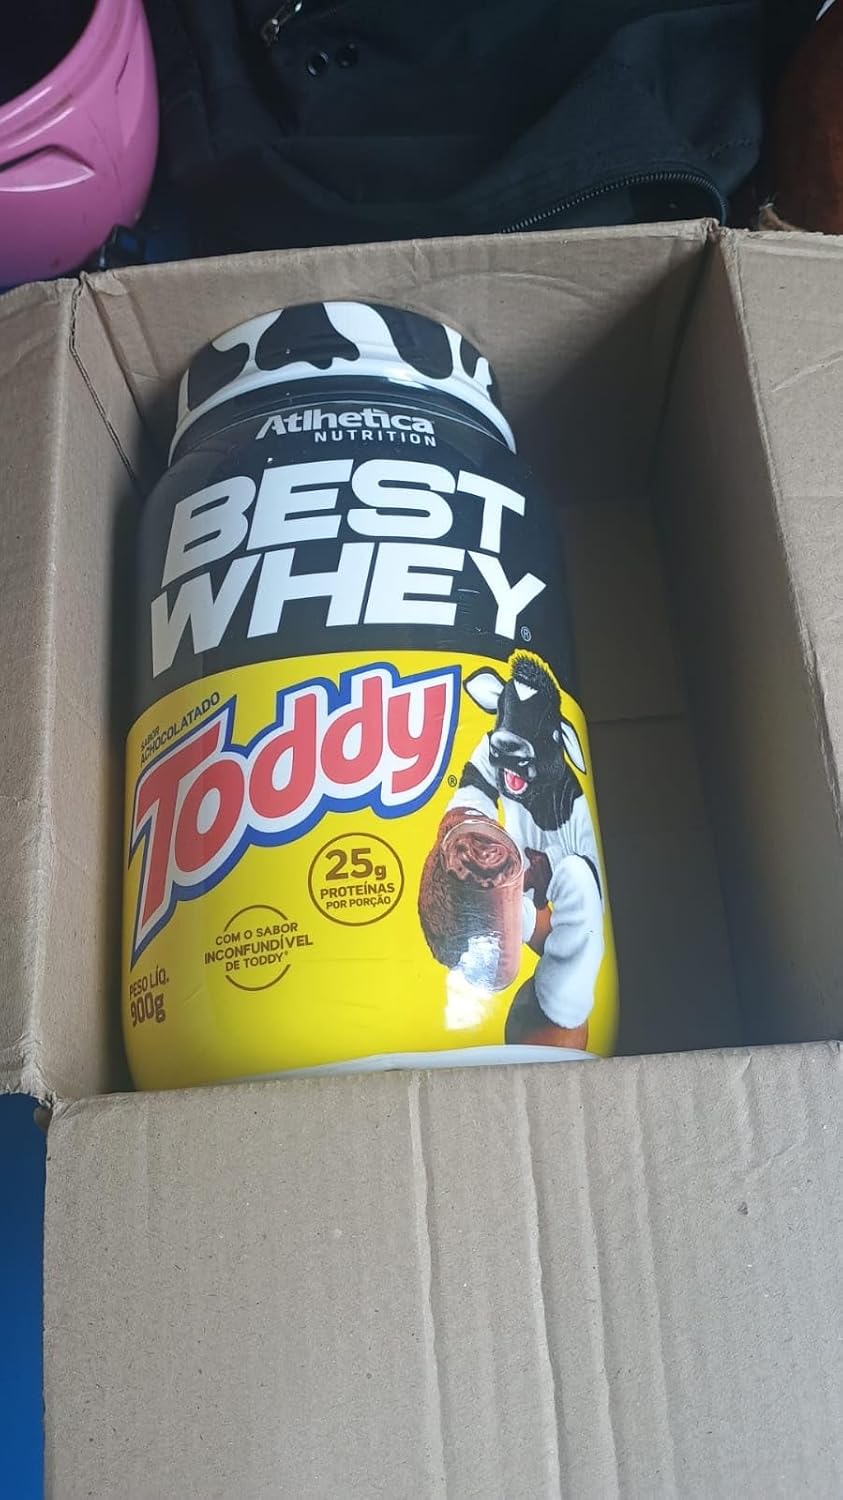 Atlhetica
NUTRITION
BEST
WHEY®
SABOR
ACHOCOLATADO
Toddy®
25g
PROTEÍNAS
POR PORÇÃO
COM O SABOR
INCONFUNDÍVEL
DE TODDY®
PESO LÍQ.
900g